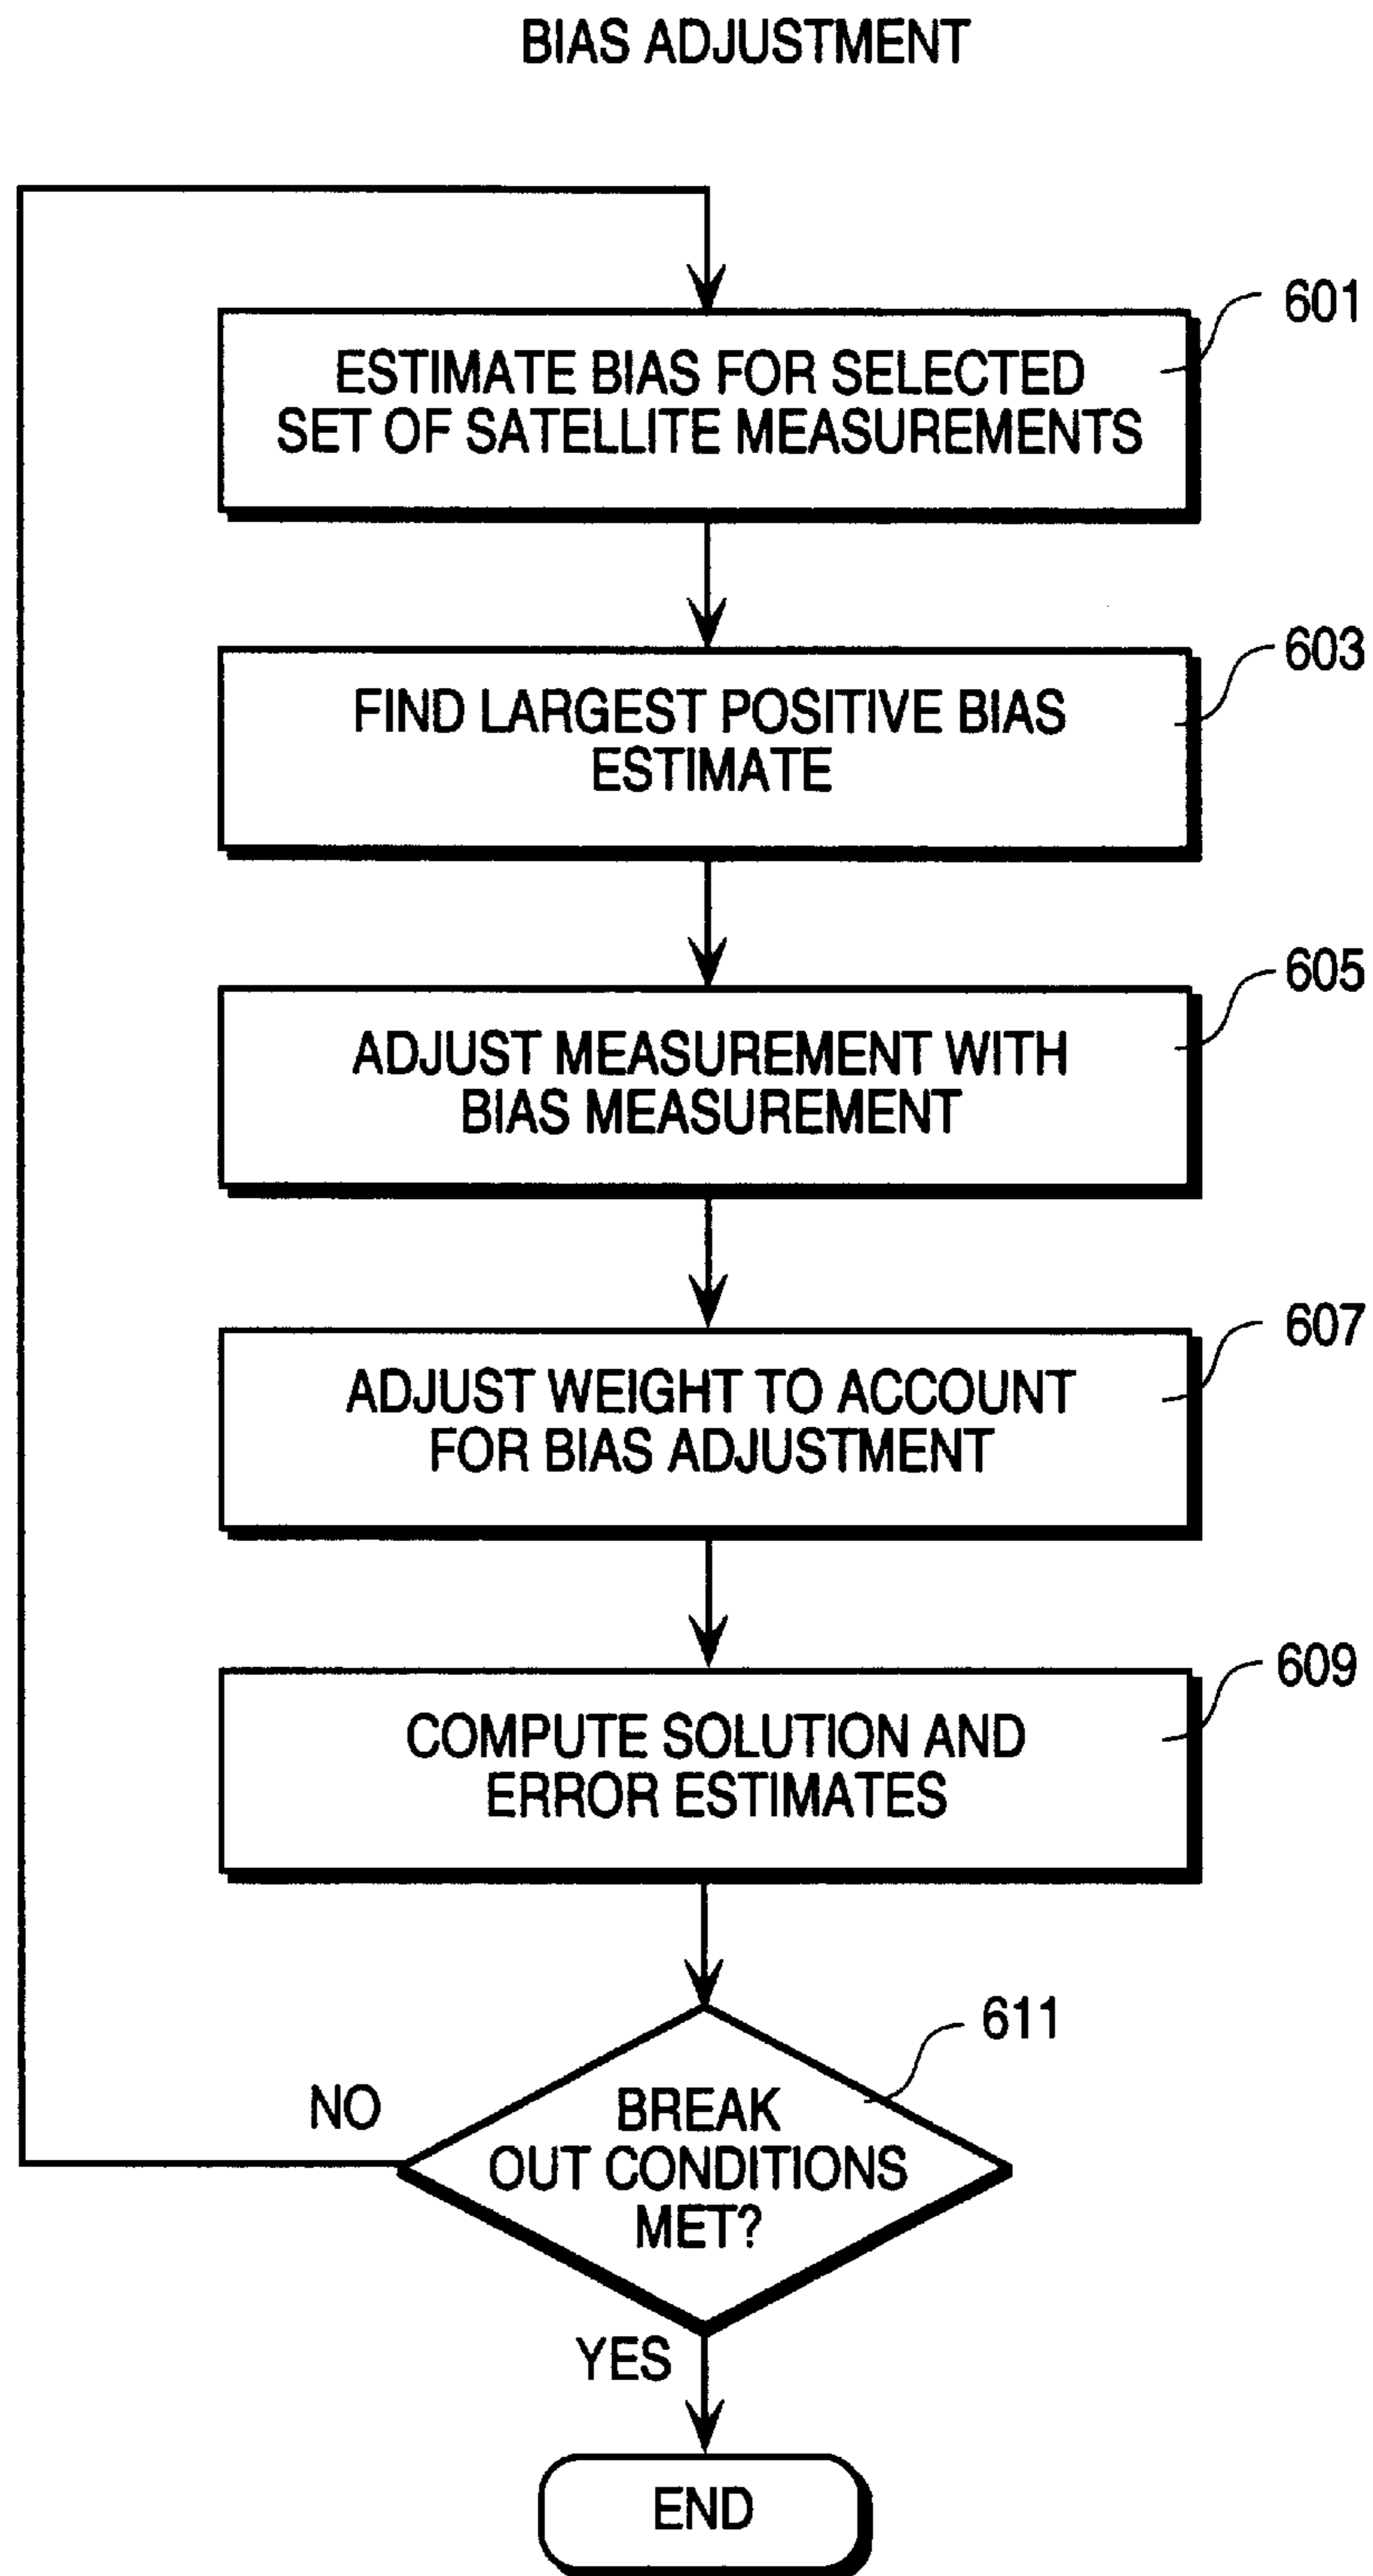 BIAS ADJUSTMENT
601
ESTIMATE BIAS FOR SELECTED
SET OF SATELLITE MEASUREMENTS
603
FIND LARGEST POSITIVE BIAS
ESTIMATE
605
ADJUST MEASUREMENT WITH
BIAS MEASUREMENT
607
ADJUST WEIGHT TO ACCOUNT
FOR BIAS ADJUSTMENT
609
COMPUTE SOLUTION AND
ERROR ESTIMATES
611
NO
BREAK
OUT CONDITIONS
MET?
YES
END